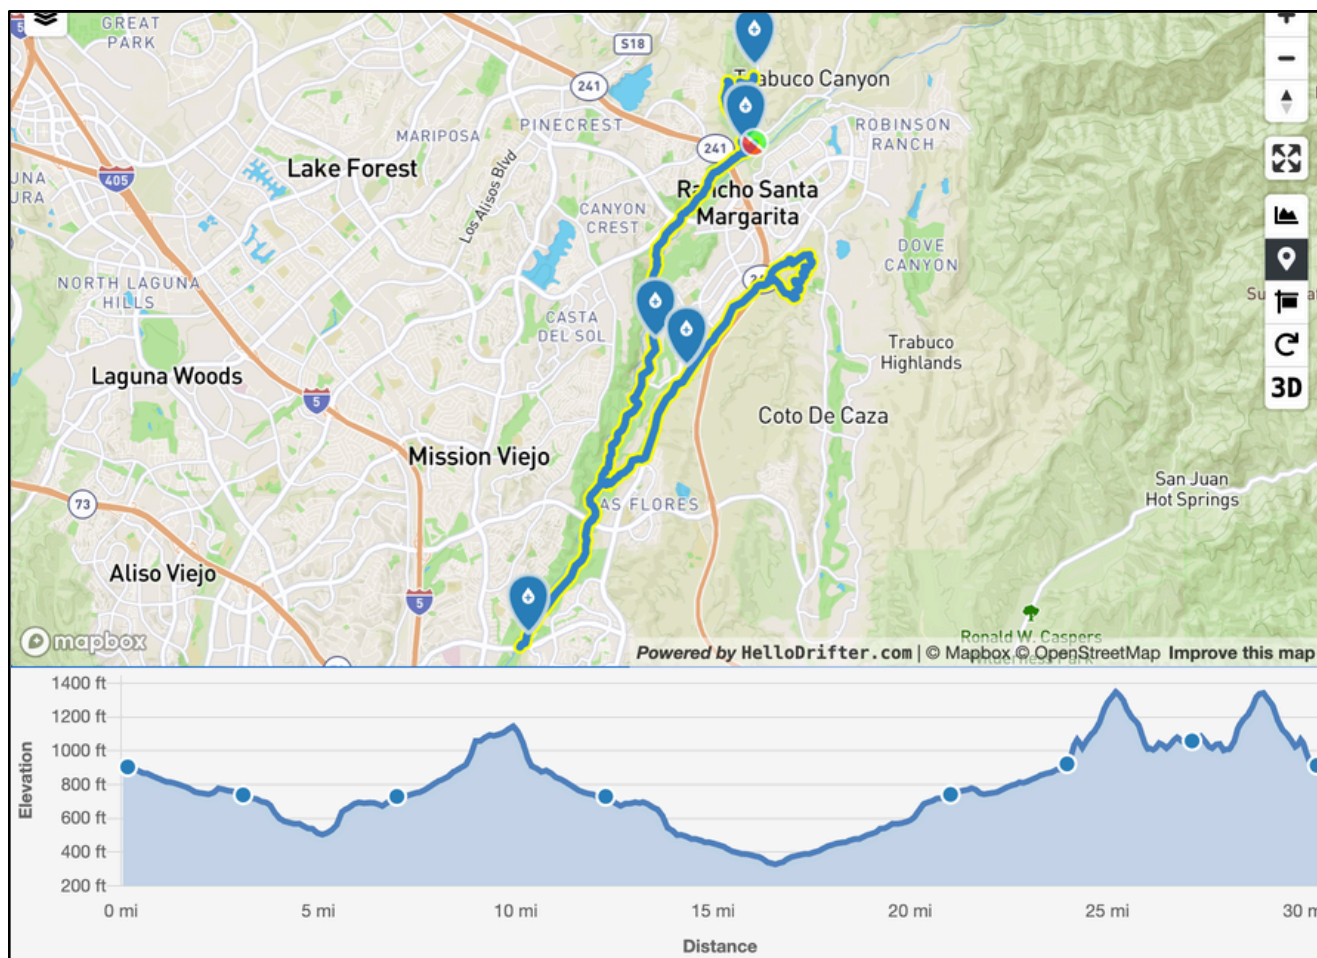 GREAT
PARK
5
S18
241
Trabuco Canyon
MARIPOSA
PINECREST
ROBINSON
RANCH
241
Lake Forest
405
Los Alisos Blvd
Rancho Santa
Margarita
CANYON
CREST
DOVE
CANYON
NORTH LAGUNA
HILLS
CASTA
DEL SOL
Trabuco
Highlands
Laguna Woods
5
3D
Coto De Caza
Mission Viejo
San Juan
Hot Springs
73
AS FLORES
Aliso Viejo
5
Ronald W. Caspers
mapbox
Powered by HelloDrifter.com | © Mapbox © OpenStreetMap Improve this map
1400 ft
1200 ft
1000 ft
800 ft
600 ft
400 ft
200 ft
Elevation
0 mi
5 mi
10 mi
15 mi
20 mi
25 mi
30 m
Distance